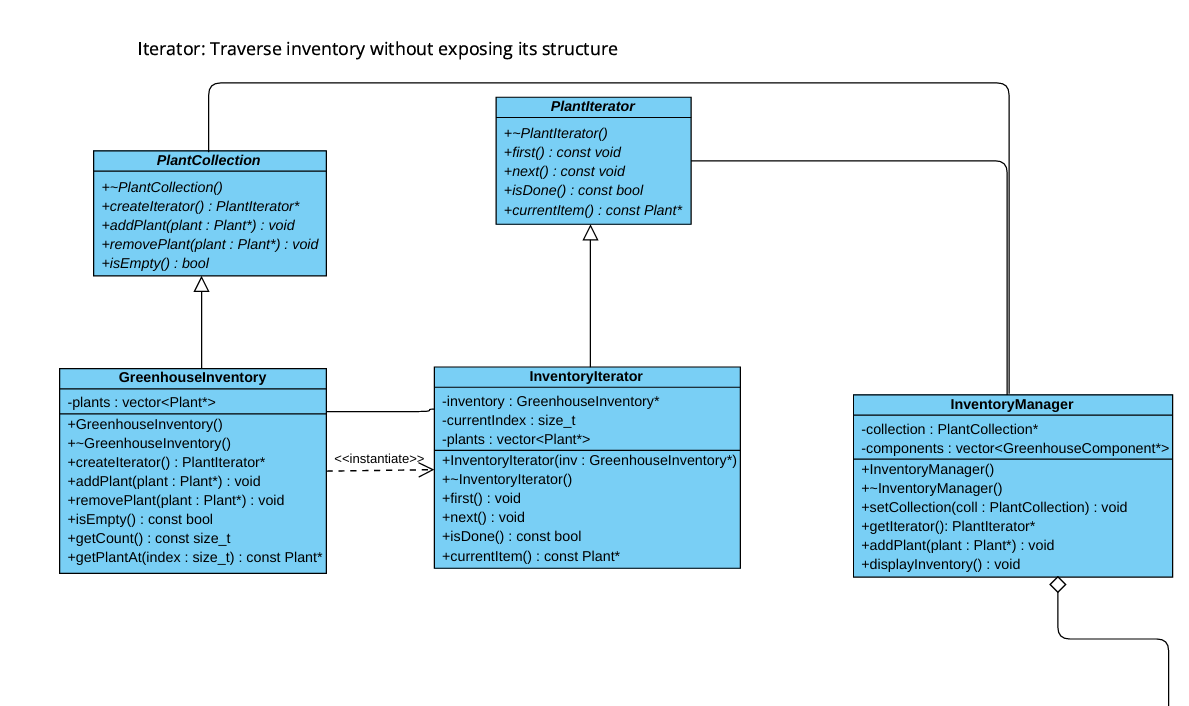 Iterator: Traverse inventory without exposing its structure
PlantCollection
+~PlantCollection()
+createIterator() : PlantIterator*
+addPlant(plant : Plant*) : void
+removePlant(plant : Plant*) : void
+isEmpty() : bool
PlantIterator
+~PlantIterator()
+first() : const void
+next() : const void
+isDone() : const bool
+currentItem() : const Plant*
GreenhouseInventory
-plants : vector<Plant*>
+GreenhouseInventory()
+~GreenhouseInventory()
+createIterator() : PlantIterator*
+addPlant(plant : Plant*) : void
+removePlant(plant : Plant*) : void
+isEmpty() : const bool
+getCount() : const size_t
+getPlantAt(index : size_t) : const Plant*
<<instantiate>>
InventoryIterator
-inventory : GreenhouseInventory*
-currentIndex : size_t
-plants : vector<Plant*>
+InventoryIterator(inv : GreenhouseInventory*)
+~InventoryIterator()
+first() : void
+next() : void
+isDone() : const bool
+currentItem() : const Plant*
InventoryManager
-collection : PlantCollection*
-components : vector<GreenhouseComponent*>
+InventoryManager()
+~InventoryManager()
+setCollection(coll : PlantCollection) : void
+getIterator(): PlantIterator*
+addPlant(plant : Plant*) : void
+displayInventory() : void